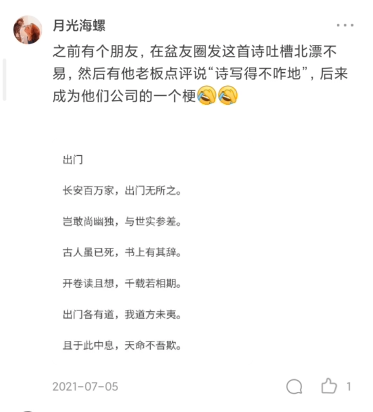 月光海螺
之前有个朋友，在盆友圈发这首诗吐槽北漂不
易，然后有他老板点评说“诗写得不咋地”，后来
成为他们公司的一个梗
出门
长安百万家，出门无所之。
岂敢尚幽独，与世实参差。
古人虽已死，书上有其辞。
开卷读且想，千载若相期。
出门各有道，我道方未夷。
且于此中息，天命不吾欺。
2021-07-05
1